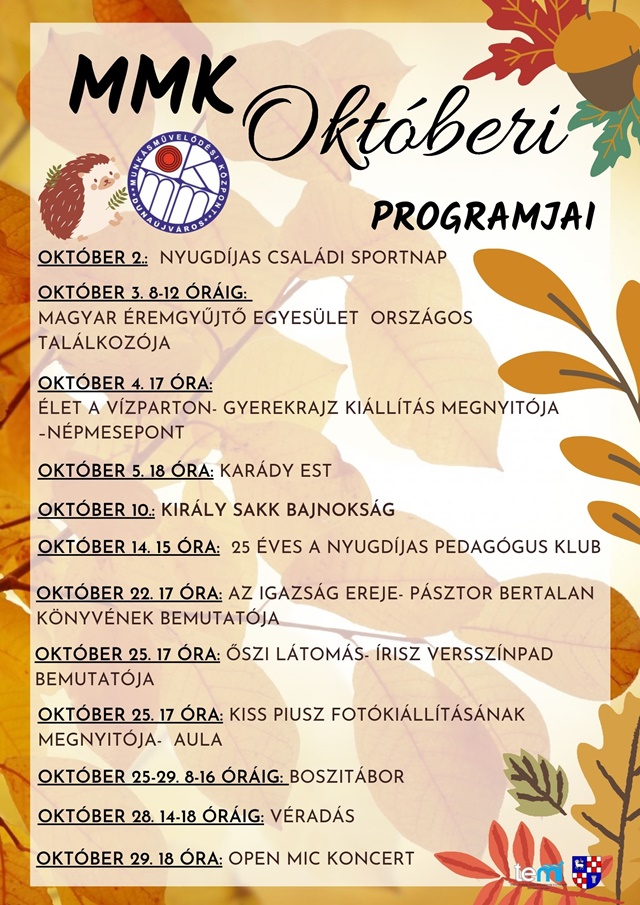 MMK
Októberi
MUNKÁSMŰVELŐDÉSI KÖZPONT
DUNAUJVÁROS
PROGRAMJAI
OKTÓBER 2.: NYUGDÍJAS CSALÁDI SPORTNAP
OKTÓBER 3. 8-12 ÓRÁIG:
MAGYAR ÉREMGYŰJTŐ EGYESÜLET ORSZÁGOS
TALÁLKOZÓJA
OKTÓBER 4. 17 ÓRA:
ÉLET A VÍZPARTON- GYEREKRAJZ KIÁLLÍTÁS MEGNYITÓJA
–NÉPMESEPONT
OKTÓBER 5. 18 ÓRA: KARÁDY EST
OKTÓBER 10.: KIRÁLY SAKK BAJNOKSÁG
OKTÓBER 14. 15 ÓRA: 25 ÉVES A NYUGDÍJAS PEDAGÓGUS KLUB
OKTÓBER 22. 17 ÓRA: AZ IGAZSÁG EREJE- PÁSZTOR BERTALAN
KÖNYVÉNEK BEMUTATÓJA
OKTÓBER 25. 17 ÓRA: ŐSZI LÁTOMÁS- ÍRISZ VERSSZÍNPAD
BEMUTATÓJA
OKTÓBER 25. 17 ÓRA: KISS PIUSZ FOTÓKIÁLLÍTÁSÁNAK
MEGNYITÓJA- AULA
OKTÓBER 25-29. 8-16 ÓRÁIG: BOSZITÁBOR
OKTÓBER 28. 14-18 ÓRÁIG: VÉRADÁS
OKTÓBER 29. 18 ÓRA: OPEN MIC KONCERT